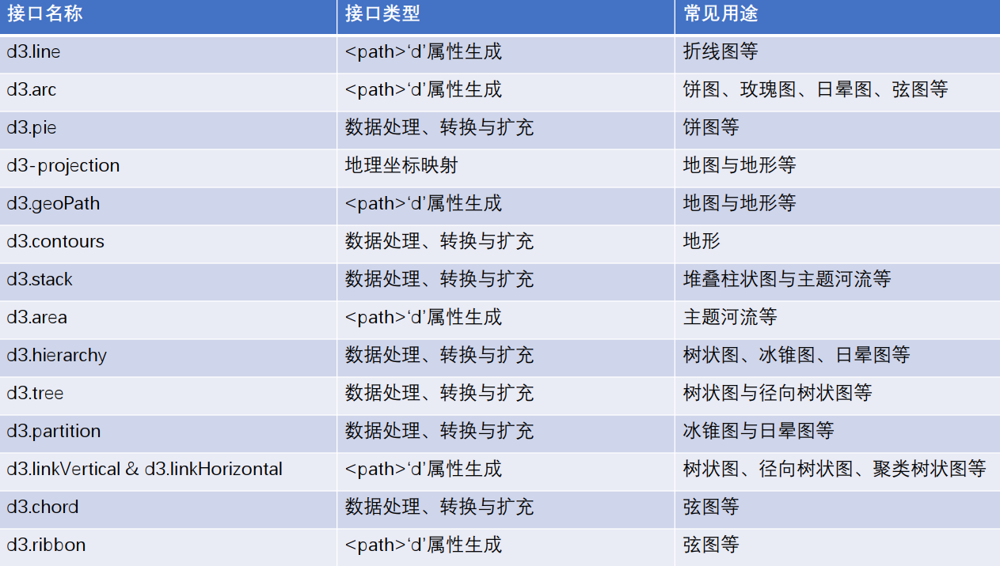 接口名称 接口类型 常见用途
d3.line <path>‘d’属性生成 折线图等
d3.arc <path>‘d’属性生成 饼图、玫瑰图、日晕图、弦图等
d3.pie 数据处理、转换与扩充 饼图等
d3-projection 地理坐标映射 地图与地形等
d3.geoPath <path>‘d’属性生成 地图与地形等
d3.contours 数据处理、转换与扩充 地形
d3.stack 数据处理、转换与扩充 堆叠柱状图与主题河流等
d3.area <path>‘d’属性生成 主题河流等
d3.hierarchy 数据处理、转换与扩充 树状图、冰锥图、日晕图等
d3.tree 数据处理、转换与扩充 树状图与径向树状图等
d3.partition 数据处理、转换与扩充 冰锥图与日晕图等
d3.linkVertical & d3.linkHorizontal <path>‘d’属性生成 树状图、径向树状图、聚类树状图等
d3.chord 数据处理、转换与扩充 弦图等
d3.ribbon <path>‘d’属性生成 弦图等